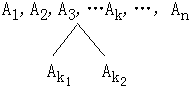 A₁, A₂, A₃, ⋯Aₖ, ⋯, Aₙ
Aₖ₁ Aₖ₂